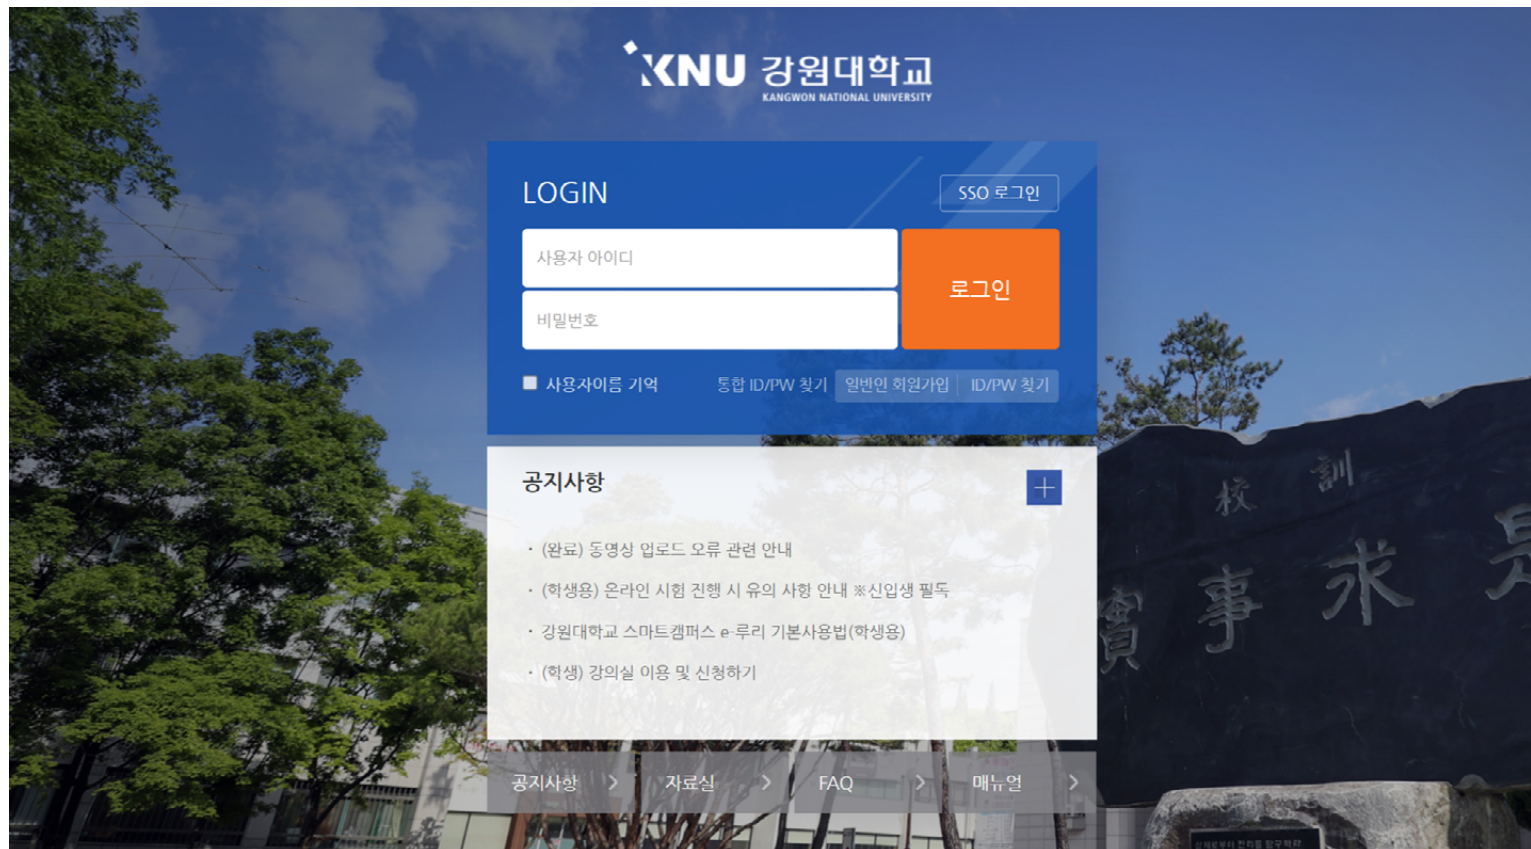 KNU 강원대학교
KANGWON NATIONAL UNIVERSITY
LOGIN
SSO 로그인
사용자 아이디
로그인
비밀번호
사용자이름 기억
통합 ID/PW 찾기
일반인 회원가입
ID/PW 찾기
공지사항
· (완료) 동영상 업로드 오류 관련 안내
· (학생용) 온라인 시험 진행 시 유의 사항 안내 ※신입생 필독
· 강원대학교 스마트캠퍼스 e-루리 기본사용법(학생용)
· (학생) 강의실 이용 및 신청하기
공지사항
자료실
FAQ
매뉴얼
校訓
實事求是